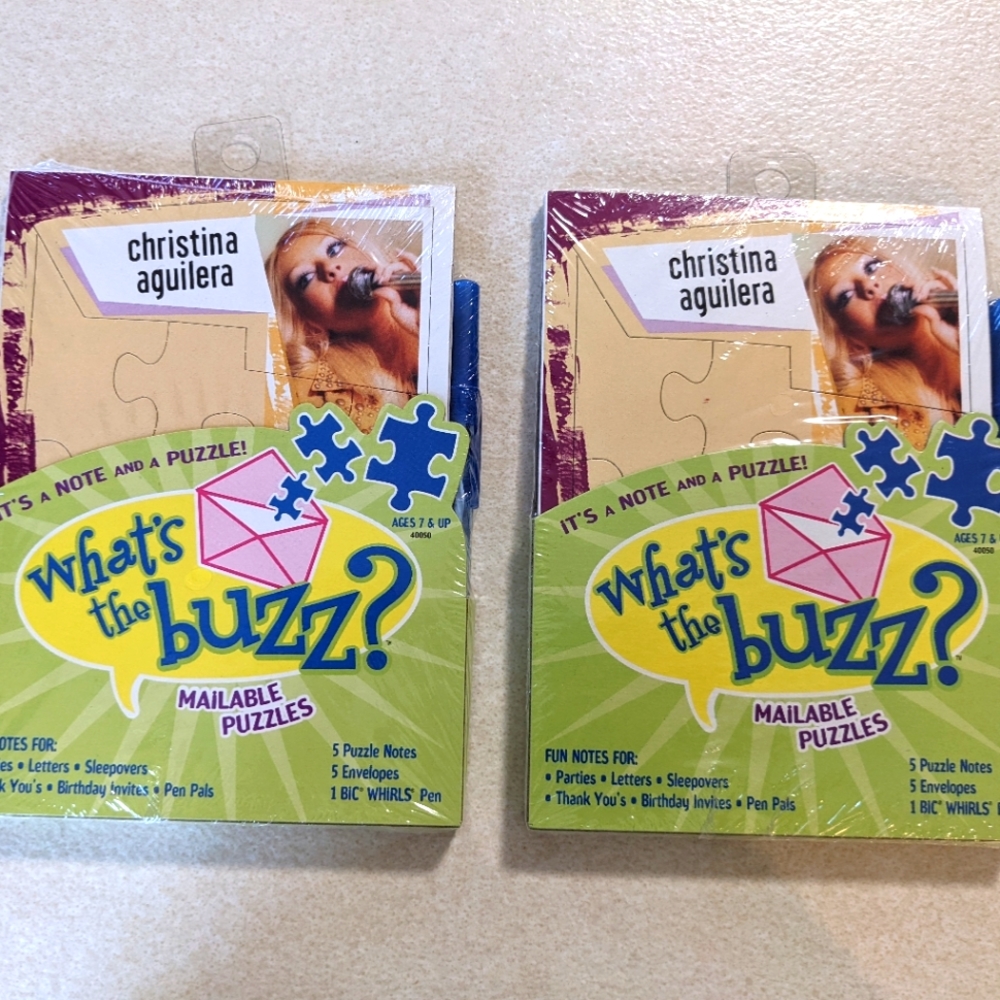 christina
aguilera
IT'S A NOTE AND A PUZZLE!
AGES 7 & UP
40050
what's
the buzz?
MAILABLE
PUZZLES
OTES FOR:
es • Letters • Sleepovers
k You's • Birthday Invites • Pen Pals
5 Puzzle Notes
5 Envelopes
1 BIC® WHIRLS® Pen
christina
aguilera
IT'S A NOTE AND A PUZZLE!
AGES 7 &
40050
what's
the buzz?
MAILABLE
PUZZLES
FUN NOTES FOR:
• Parties • Letters • Sleepovers
• Thank You's • Birthday Invites • Pen Pals
5 Puzzle Notes
5 Envelopes
1 BIC® WHIRLS®